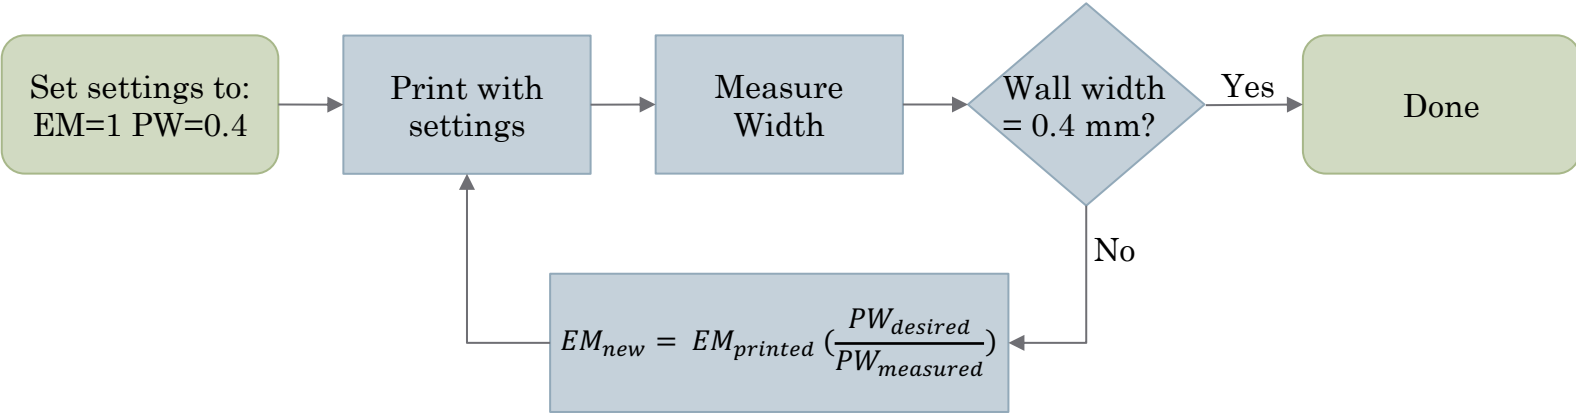 Set settings to:
EM=1 PW=0.4
Print with
settings
Measure
Width
Wall width
= 0.4 mm?
Yes
Done
No
EM_new = EM_printed (PW_desired / PW_measured)